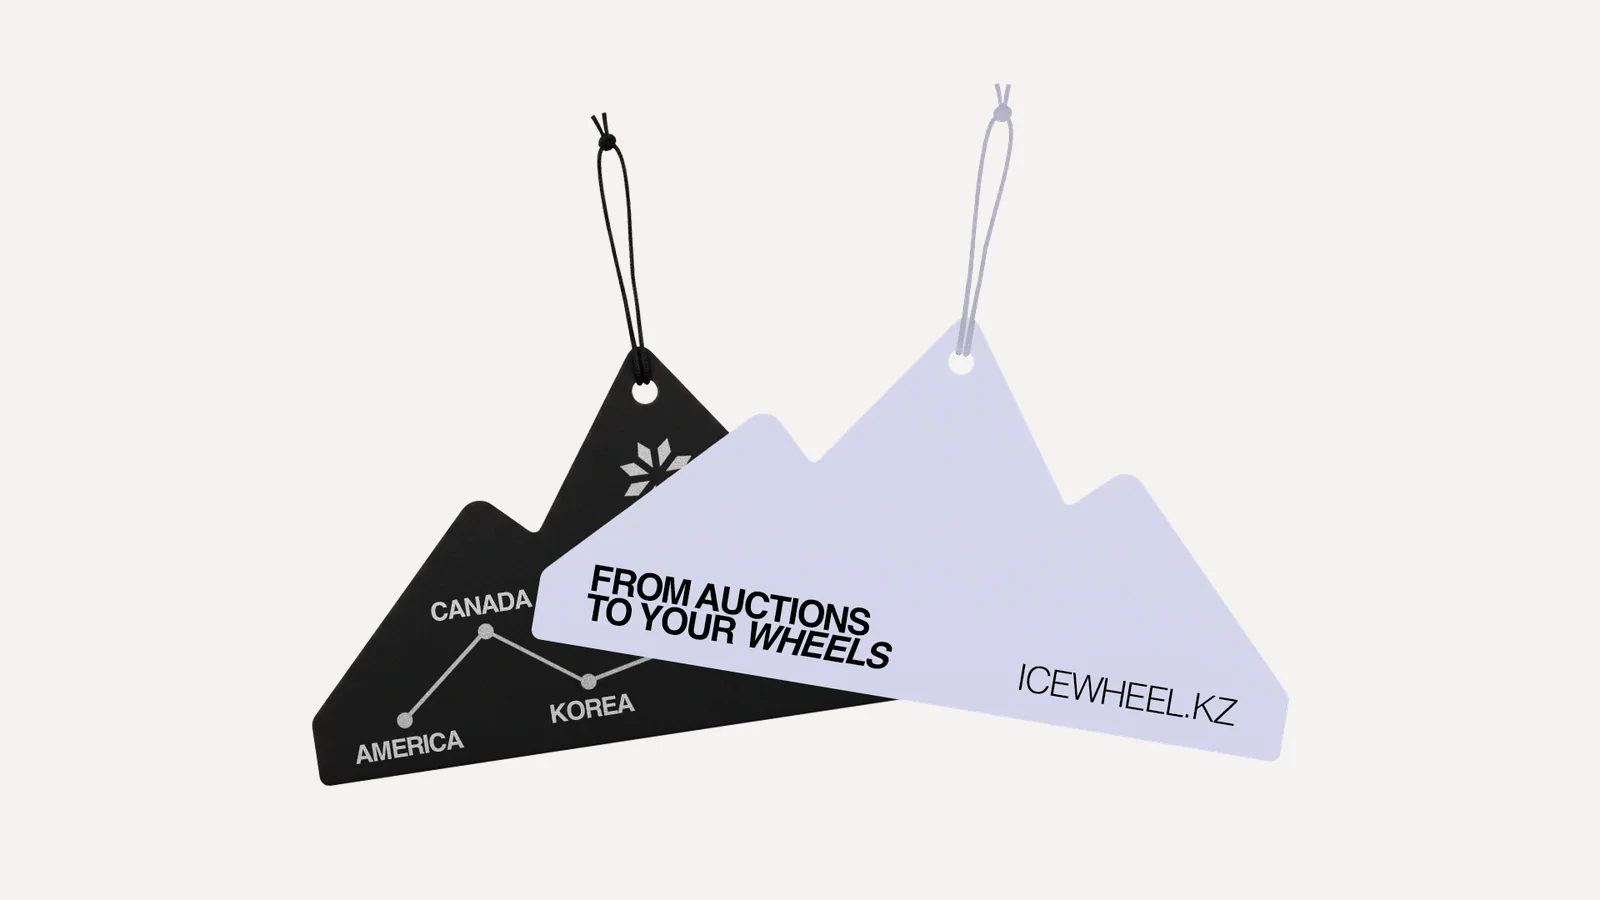 CANADA
KOREA
AMERICA
FROM AUCTIONS
TO YOUR WHEELS
ICEWHEEL.KZ